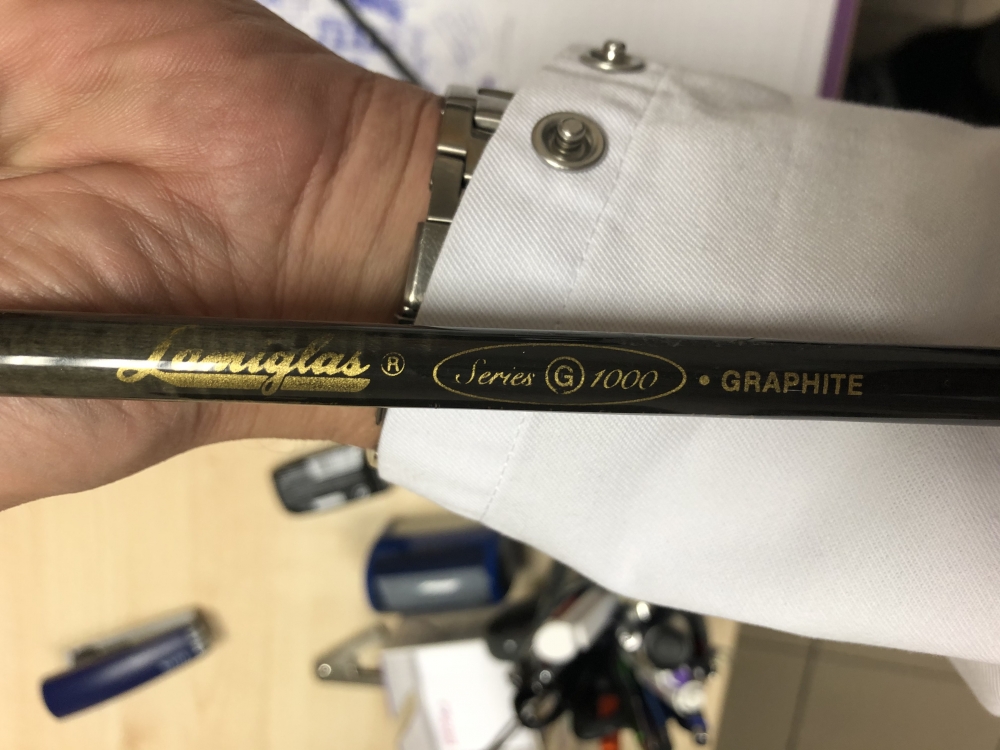 Lamiglas ® Series G 1000 • GRAPHITE